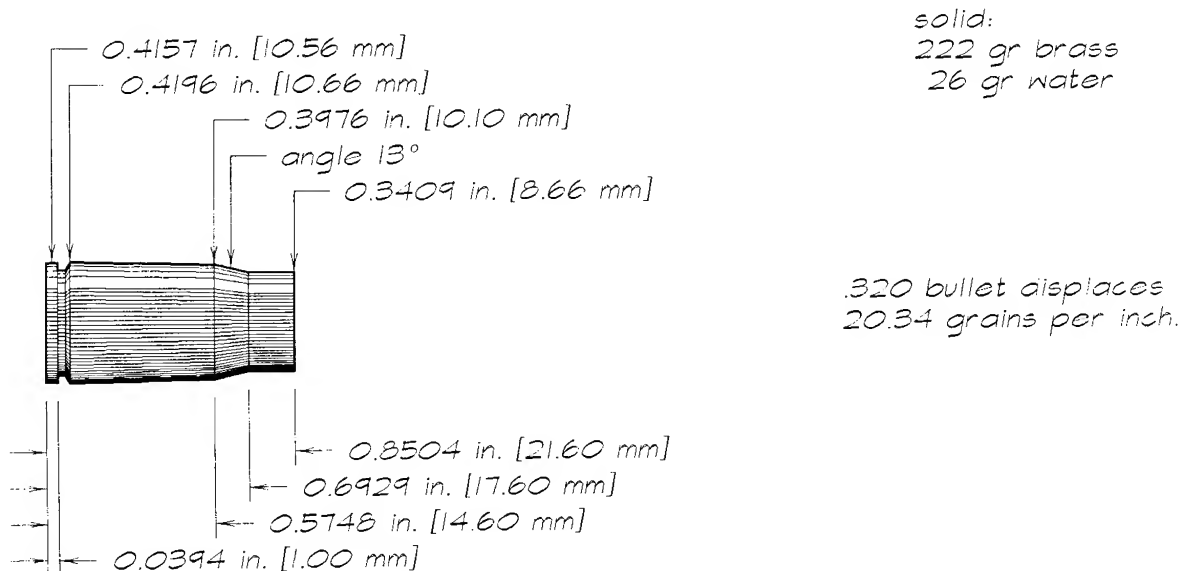 solid:
222 gr brass
26 gr water
0.4157 in. [10.56 mm]
0.4196 in. [10.66 mm]
0.3976 in. [10.10 mm]
angle 13°
0.3409 in. [8.66 mm]
.320 bullet displaces
20.34 grains per inch.
0.8504 in. [21.60 mm]
0.6929 in. [17.60 mm]
0.5748 in. [14.60 mm]
0.0394 in. [1.00 mm]